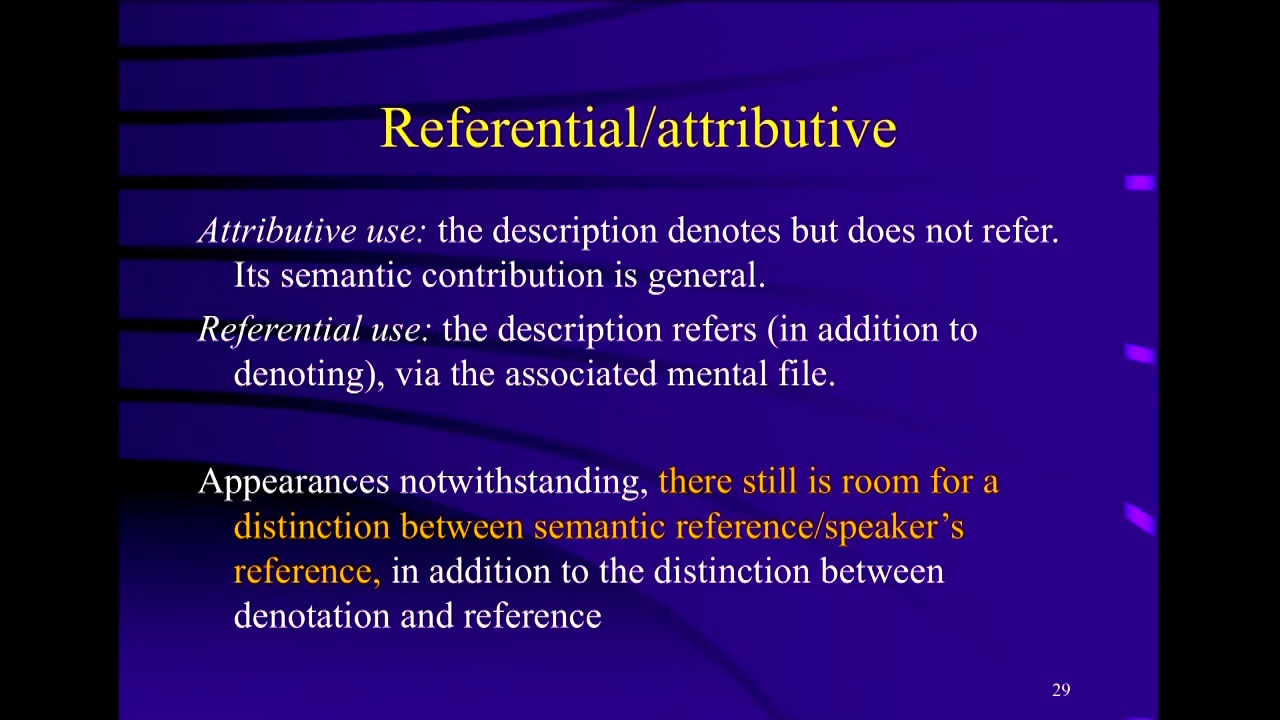 Referential/attributive
Attributive use: the description denotes but does not refer.
Its semantic contribution is general.
Referential use: the description refers (in addition to
denoting), via the associated mental file.
Appearances notwithstanding, there still is room for a
distinction between semantic reference/speaker’s
reference, in addition to the distinction between
denotation and reference
29